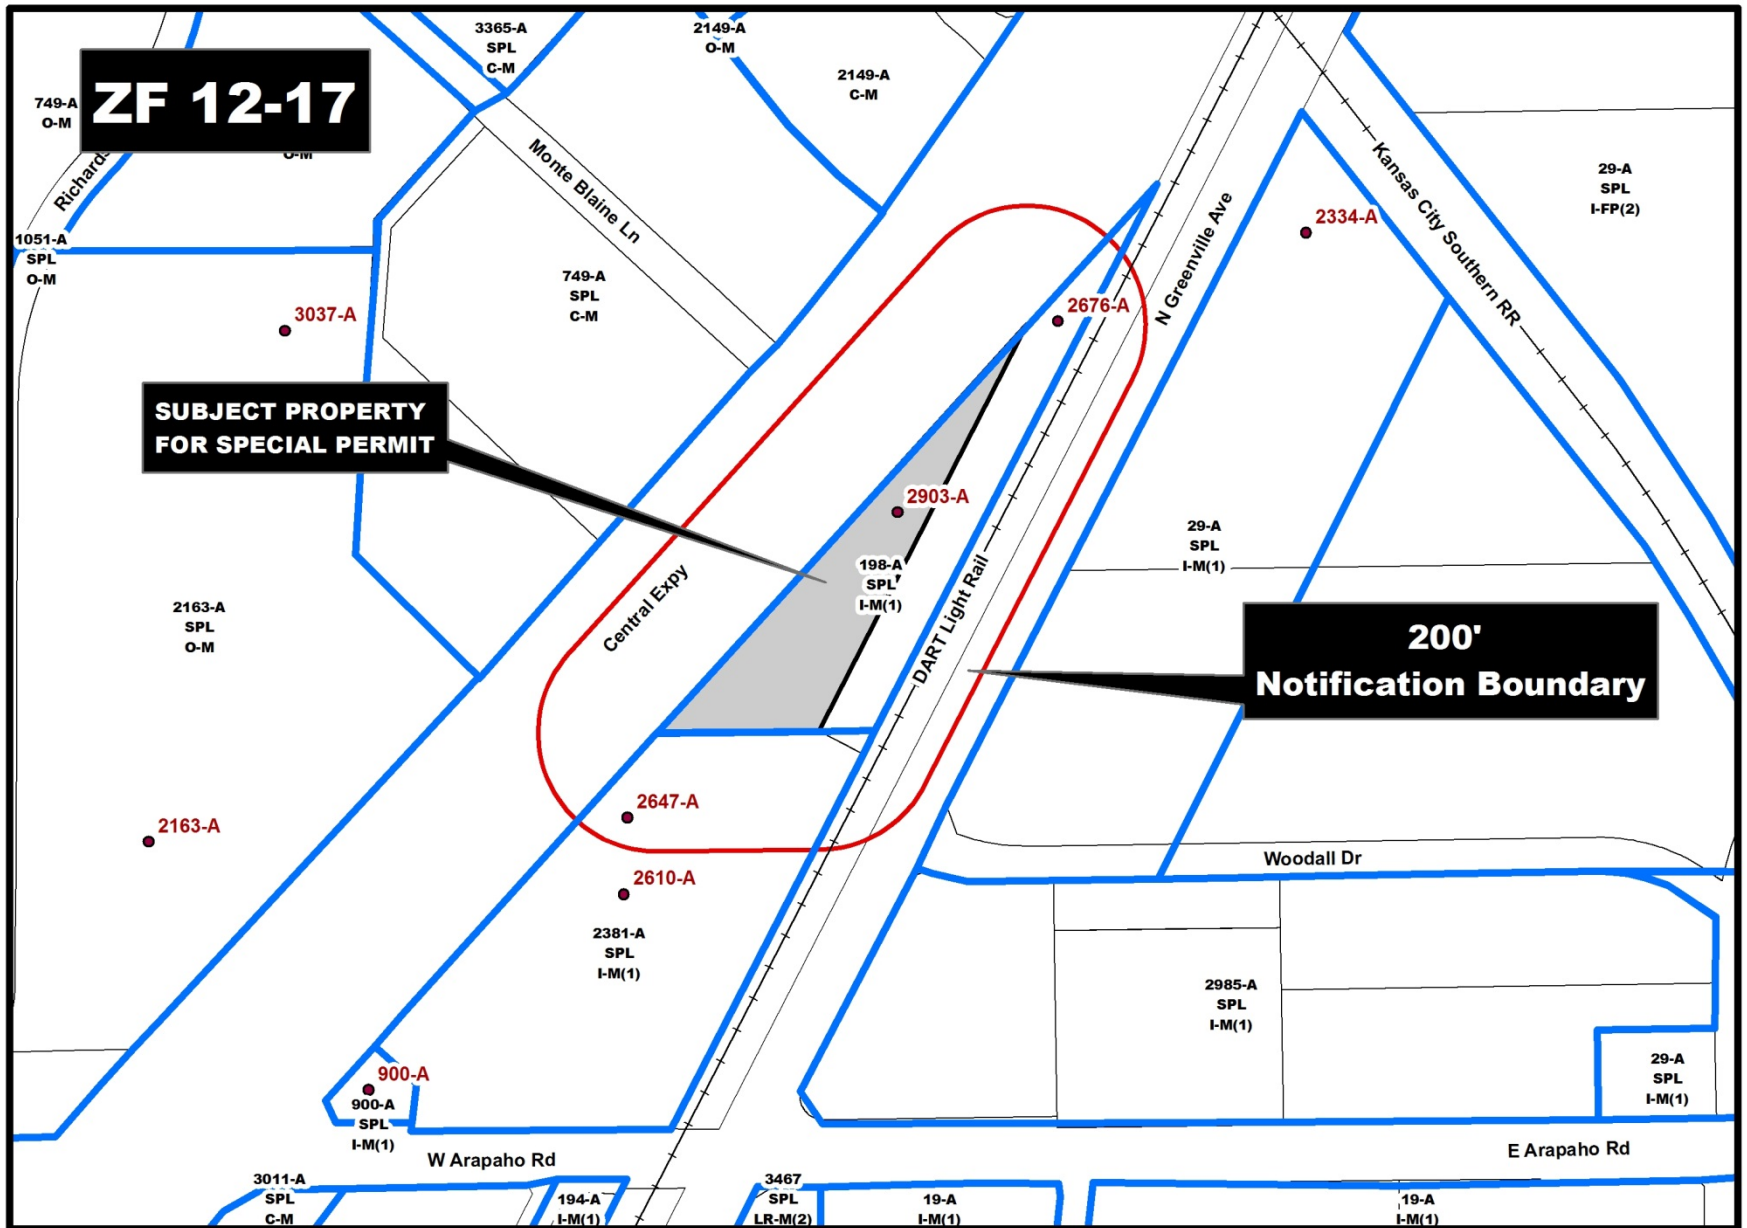 ZF 12-17
749-A
O-M
O-M
3365-A
SPL
C-M
2149-A
O-M
2149-A
C-M
Monte Blaine Ln
1051-A
SPL
O-M
749-A
SPL
C-M
3037-A
SUBJECT PROPERTY
FOR SPECIAL PERMIT
2676-A
N Greenville Ave
2334-A
Kansas City Southern RR
29-A
SPL
I-FP(2)
2903-A
198-A
SPL
I-M(1)
29-A
SPL
I-M(1)
Central Expy
DART Light Rail
2163-A
SPL
O-M
200'
Notification Boundary
2163-A
2647-A
2610-A
2381-A
SPL
I-M(1)
Woodall Dr
2985-A
SPL
I-M(1)
29-A
SPL
I-M(1)
900-A
900-A
SPL
I-M(1)
W Arapaho Rd
E Arapaho Rd
3011-A
SPL
C-M
194-A
I-M(1)
3467
SPL
LR-M(2)
19-A
I-M(1)
19-A
I-M(1)